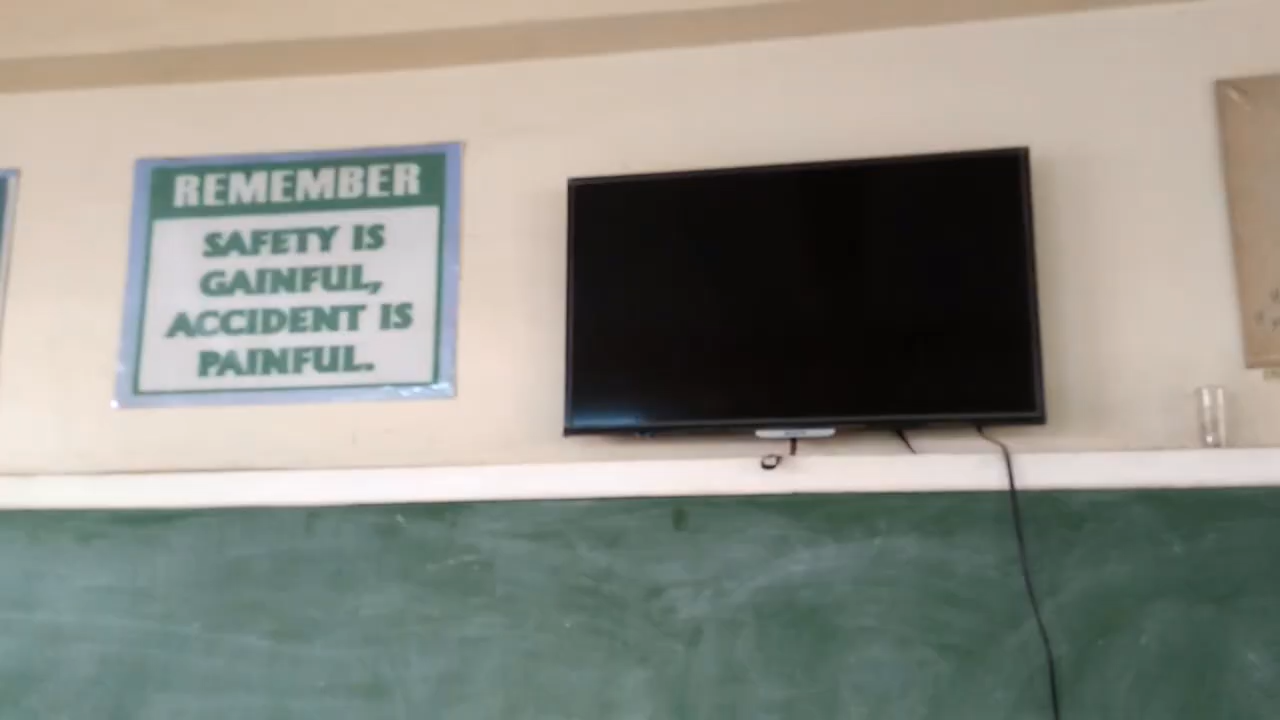 REMEMBER
SAFETY IS
GAINFUL,
ACCIDENT IS
PAINFUL.